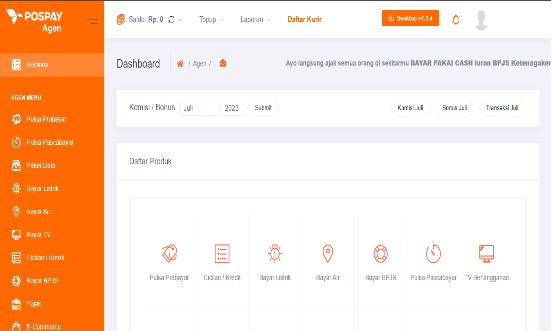 POSPAY
Agen
Saldo: Rp. 0
Topup
Laporan
Daftar Kurir
Desktop v1.2.4
Beranda
AGEN MENU
Pulsa Prabayar
Pulsa Pascabayar
Paket Data
Bayar Listrik
Bayar Air
Bayar TV
Cicilan / Kredit
Bayar BPJS
Pajak
E-Commerce
Dashboard
/ Agen /
Ayo langsung ajak semua orang di sekitarmu BAYAR PAKAI CASH iuran BPJS Ketenagaker
Komisi / Bonus
Juli
2023
Submit
Komisi Juli
Bonus Juli
Transaksi Juli
Daftar Produk
Pulsa Prabayar
Cicilan / Kredit
Bayar Listrik
Bayar Air
Bayar BPJS
Pulsa Pascabayar
TV Berlangganan